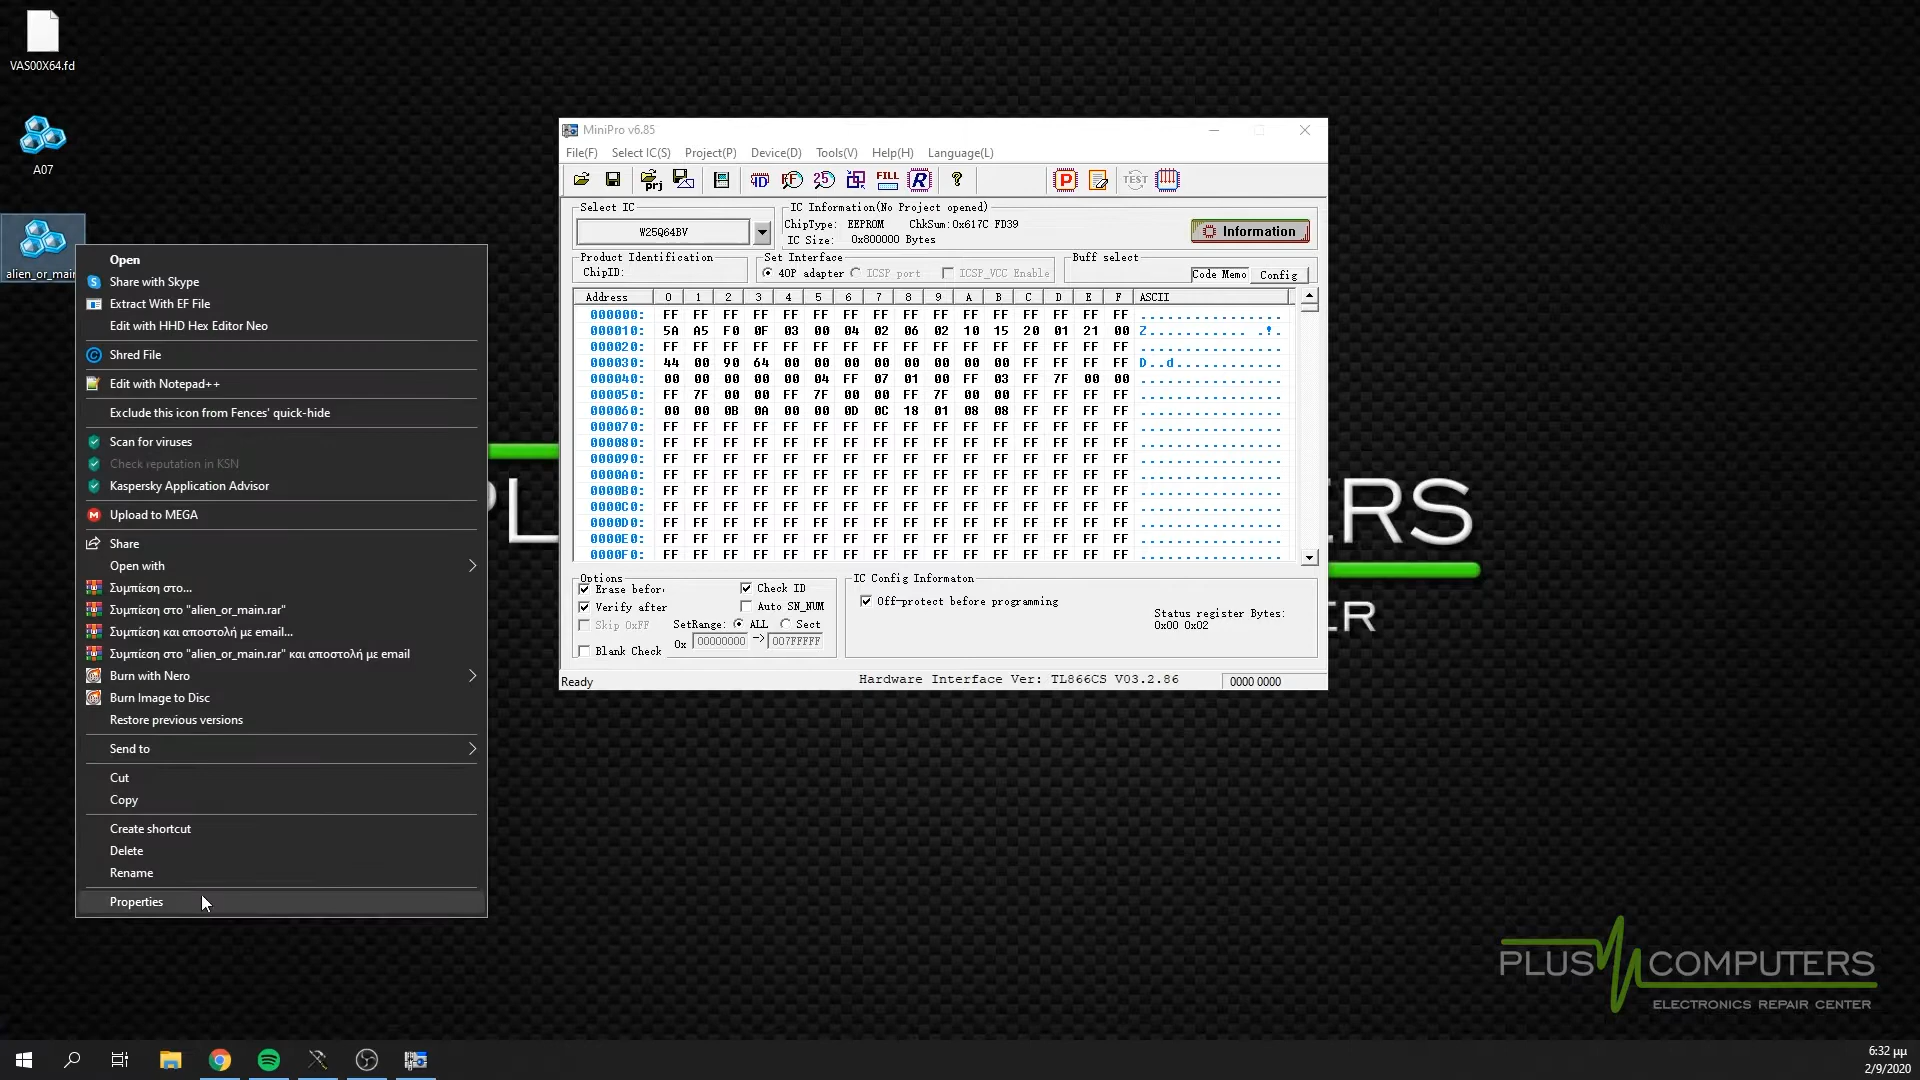 VAS00X64.fd
A07
alien_or_main
Open
Share with Skype
Extract With EF File
Edit with HHD Hex Editor Neo
Shred File
Edit with Notepad++
Exclude this icon from Fences' quick-hide
Scan for viruses
Check reputation in KSN
Kaspersky Application Advisor
Upload to MEGA
Share
Open with
Συμπίεση στο...
Συμπίεση στο "alien_or_main.rar"
Συμπίεση και αποστολή με email...
Συμπίεση στο "alien_or_main.rar" και αποστολή με email
Burn with Nero
Burn Image to Disc
Restore previous versions
Send to
Cut
Copy
Create shortcut
Delete
Rename
Properties
MiniPro v6.85
File(F) Select IC(S) Project(P) Device(D) Tools(V) Help(H) Language(L)
prj ID FF 25 FILL R ? P TEST
Select IC
W25Q64BV
IC Information(No Project opened)
ChipType: EEPROM ChkSum:0x617C FD39
IC Size: 0x800000 Bytes
Information
Product Identification
ChipID:
Set Interface
40P adapter ICSP port ICSP_VCC Enable
Buff select
Code Memo Config
Address 0 1 2 3 4 5 6 7 8 9 A B C D E F ASCII
000000: FF FF FF FF FF FF FF FF FF FF FF FF FF FF FF FF ................
000010: 5A A5 F0 0F 03 00 04 02 06 02 10 15 20 01 21 00 Z........... .!.
000020: FF FF FF FF FF FF FF FF FF FF FF FF FF FF FF FF ................
000030: 44 00 90 64 00 00 00 00 00 00 00 00 FF FF FF FF D..d............
000040: 00 00 00 00 00 04 FF 07 01 00 FF 03 FF 7F 00 00 ................
000050: FF 7F 00 00 FF 7F 00 00 FF 7F 00 00 FF FF FF FF ................
000060: 00 00 0B 0A 00 00 0D 0C 18 01 08 08 FF FF FF FF ................
000070: FF FF FF FF FF FF FF FF FF FF FF FF FF FF FF FF ................
000080: FF FF FF FF FF FF FF FF FF FF FF FF FF FF FF FF ................
000090: FF FF FF FF FF FF FF FF FF FF FF FF FF FF FF FF ................
0000A0: FF FF FF FF FF FF FF FF FF FF FF FF FF FF FF FF ................
0000B0: FF FF FF FF FF FF FF FF FF FF FF FF FF FF FF FF ................
0000C0: FF FF FF FF FF FF FF FF FF FF FF FF FF FF FF FF ................
0000D0: FF FF FF FF FF FF FF FF FF FF FF FF FF FF FF FF ................
0000E0: FF FF FF FF FF FF FF FF FF FF FF FF FF FF FF FF ................
0000F0: FF FF FF FF FF FF FF FF FF FF FF FF FF FF FF FF ................
Options
Erase befor Check ID
Verify after Auto SN_NUM
Skip 0xFF SetRange: ALL Sect
0x 00000000 -> 007FFFFF
Blank Check
IC Config Informaton
Off-protect before programming
Status register Bytes:
0x00 0x02
Ready Hardware Interface Ver: TL866CS V03.2.86 0000 0000
PL ERS
ER
PLUS COMPUTERS
ELECTRONICS REPAIR CENTER
6:32 μμ
2/9/2020